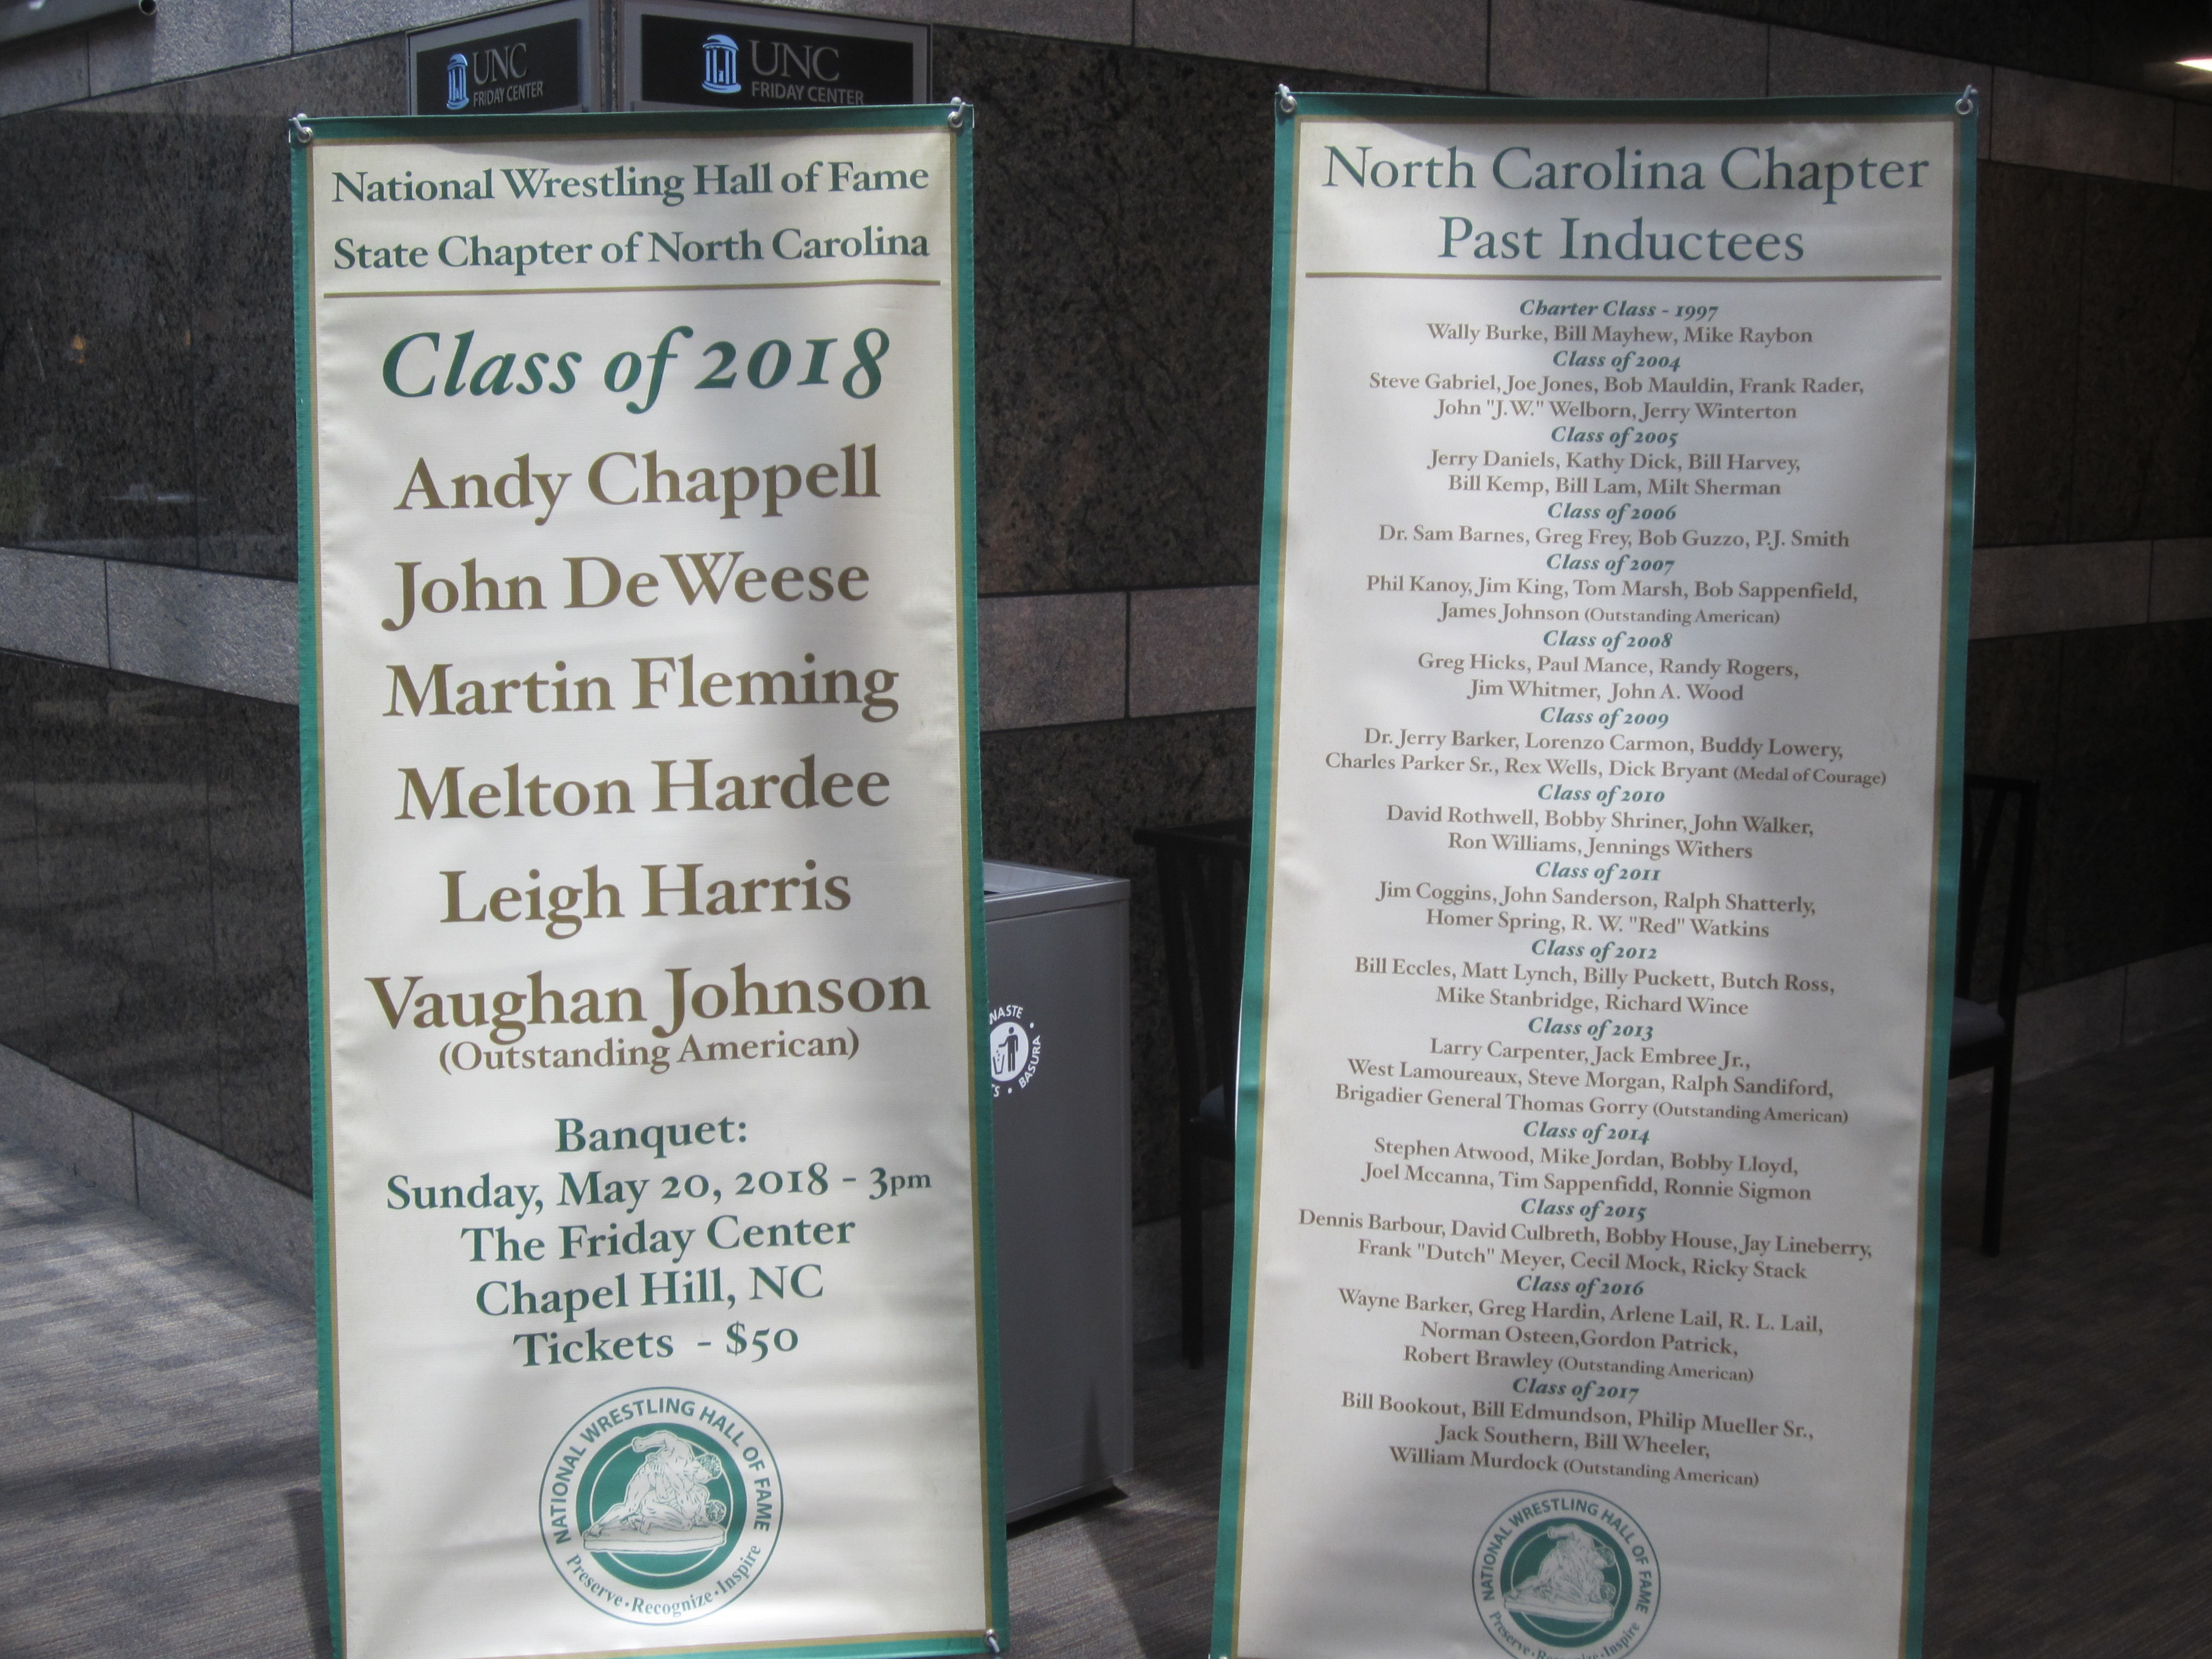 UNC
FRIDAY CENTER
UNC
FRIDAY CENTER
National Wrestling Hall of Fame
State Chapter of North Carolina
Class of 2018
Andy Chappell
John DeWeese
Martin Fleming
Melton Hardee
Leigh Harris
Vaughan Johnson
(Outstanding American)
Banquet:
Sunday, May 20, 2018 - 3pm
The Friday Center
Chapel Hill, NC
Tickets - $50
NATIONAL WRESTLING HALL OF FAME
Preserve • Recognize • Inspire
WASTE
BASURA
North Carolina Chapter
Past Inductees
Charter Class - 1997
Wally Burke, Bill Mayhew, Mike Raybon
Class of 2004
Steve Gabriel, Joe Jones, Bob Mauldin, Frank Rader,
John "J.W." Welborn, Jerry Winterton
Class of 2005
Jerry Daniels, Kathy Dick, Bill Harvey,
Bill Kemp, Bill Lam, Milt Sherman
Class of 2006
Dr. Sam Barnes, Greg Frey, Bob Guzzo, P.J. Smith
Class of 2007
Phil Kanoy, Jim King, Tom Marsh, Bob Sappenfield,
James Johnson (Outstanding American)
Class of 2008
Greg Hicks, Paul Mance, Randy Rogers,
Jim Whitmer, John A. Wood
Class of 2009
Dr. Jerry Barker, Lorenzo Carmon, Buddy Lowery,
Charles Parker Sr., Rex Wells, Dick Bryant (Medal of Courage)
Class of 2010
David Rothwell, Bobby Shriner, John Walker,
Ron Williams, Jennings Withers
Class of 2011
Jim Coggins, John Sanderson, Ralph Shatterly,
Homer Spring, R. W. "Red" Watkins
Class of 2012
Bill Eccles, Matt Lynch, Billy Puckett, Butch Ross,
Mike Stanbridge, Richard Wince
Class of 2013
Larry Carpenter, Jack Embree Jr.,
West Lamoureaux, Steve Morgan, Ralph Sandiford,
Brigadier General Thomas Gorry (Outstanding American)
Class of 2014
Stephen Atwood, Mike Jordan, Bobby Lloyd,
Joel Mccanna, Tim Sappenfidd, Ronnie Sigmon
Class of 2015
Dennis Barbour, David Culbreth, Bobby House, Jay Lineberry,
Frank "Dutch" Meyer, Cecil Mock, Ricky Stack
Class of 2016
Wayne Barker, Greg Hardin, Arlene Lail, R. L. Lail,
Norman Osteen,Gordon Patrick,
Robert Brawley (Outstanding American)
Class of 2017
Bill Bookout, Bill Edmundson, Philip Mueller Sr.,
Jack Southern, Bill Wheeler,
William Murdock (Outstanding American)
NATIONAL WRESTLING HALL OF FAME
Preserve • Recognize • Inspire